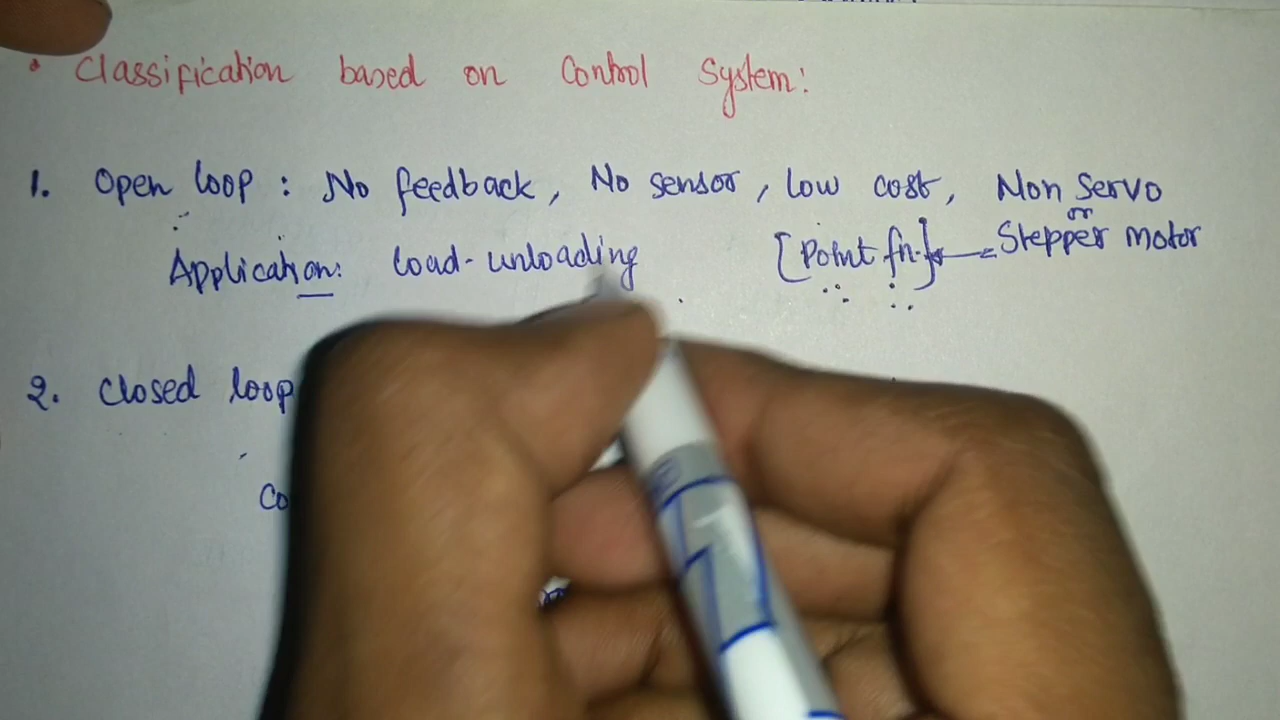 • Classification based on Control System:
1. Open loop : No feedback, No sensor, low cost, Non Servo
or
Application: load-unloading [Point fn.] Stepper motor
2. Closed loop
Co